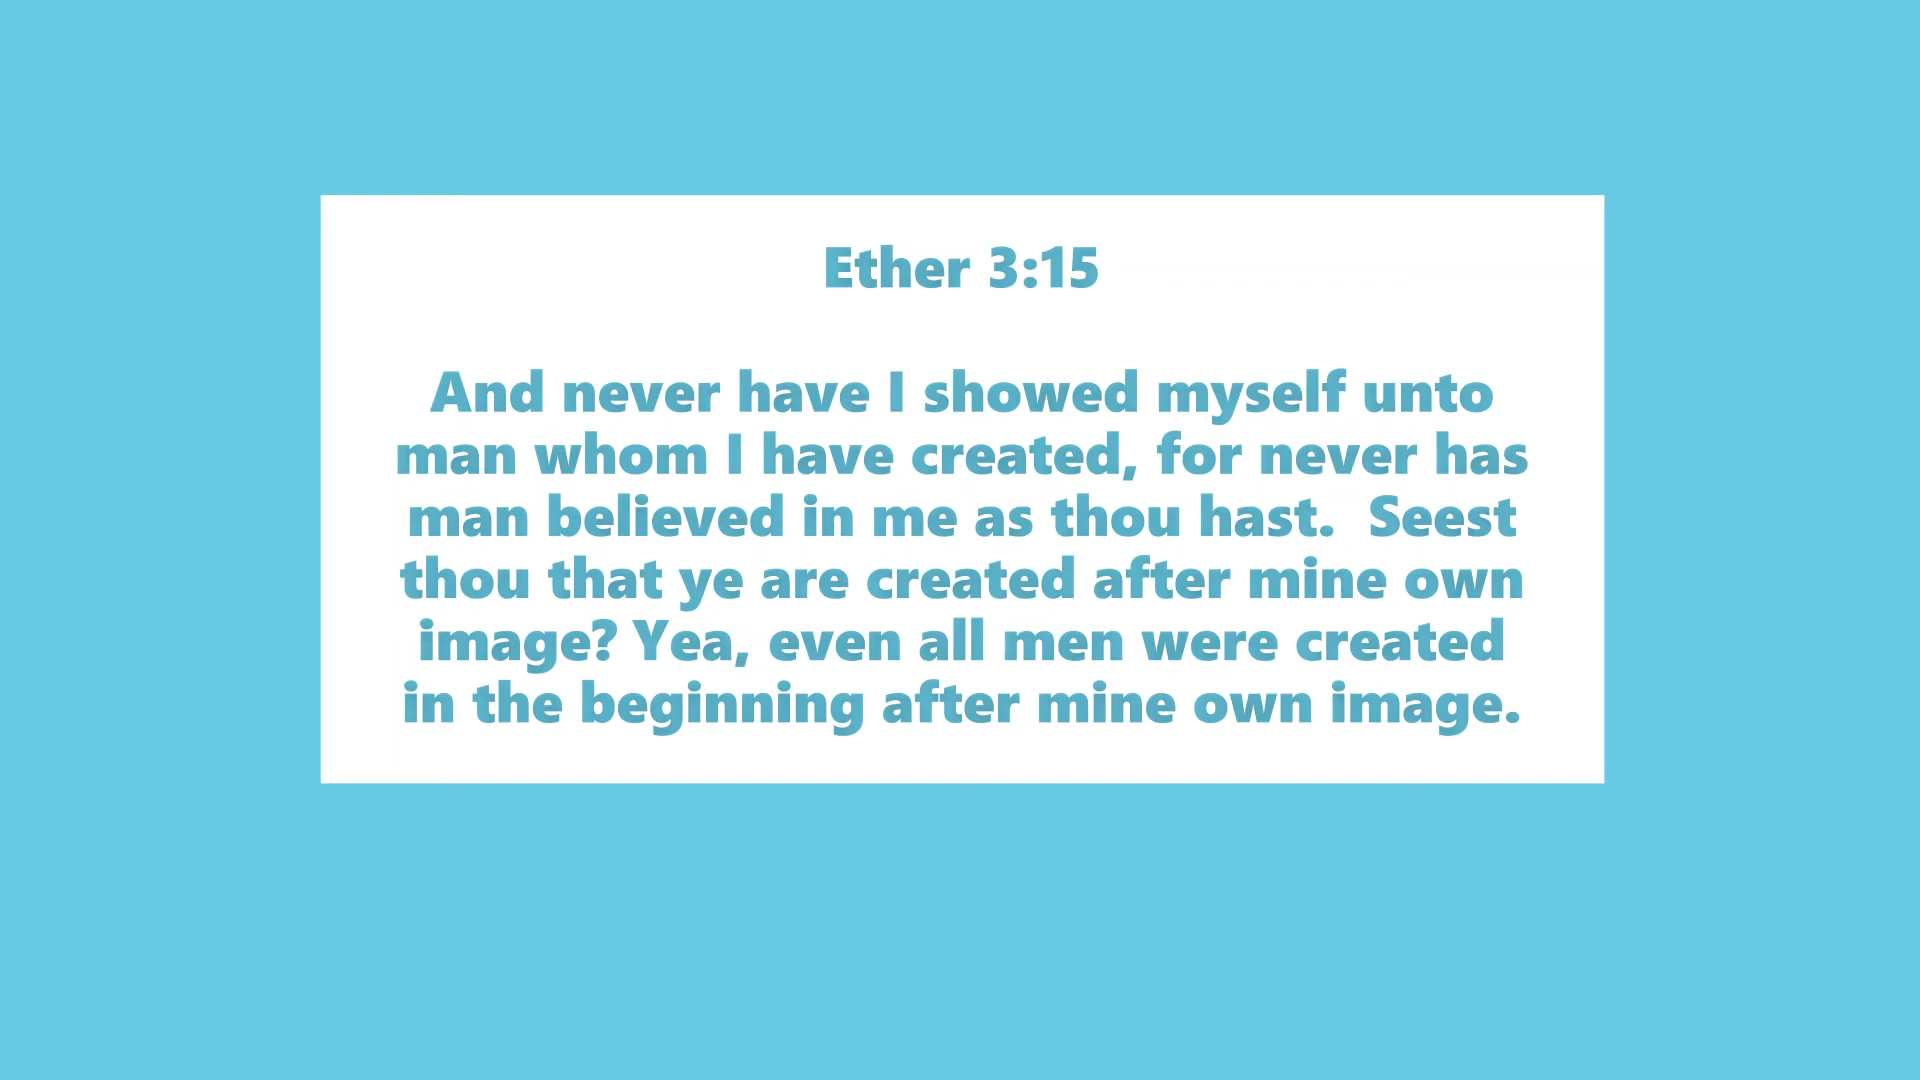 Ether 3:15
And never have I showed myself unto
man whom I have created, for never has
man believed in me as thou hast.  Seest
thou that ye are created after mine own
image? Yea, even all men were created
in the beginning after mine own image.